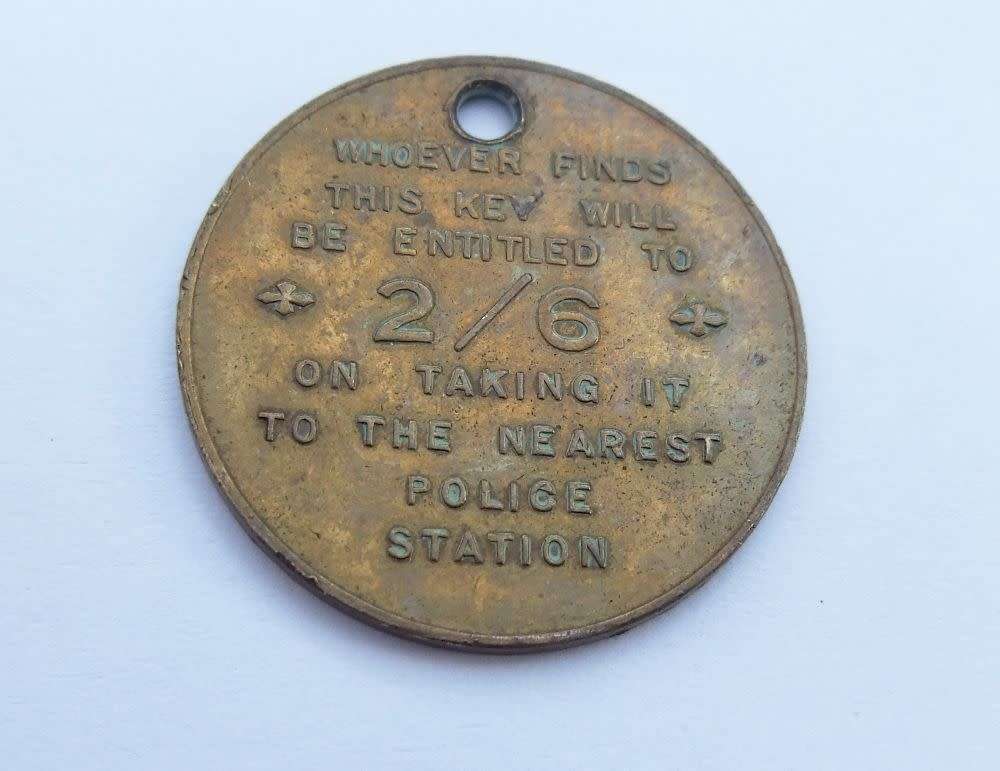 WHOEVER FINDS
THIS KEY WILL
BE ENTITLED TO
2/6
ON TAKING IT
TO THE NEAREST
POLICE
STATION